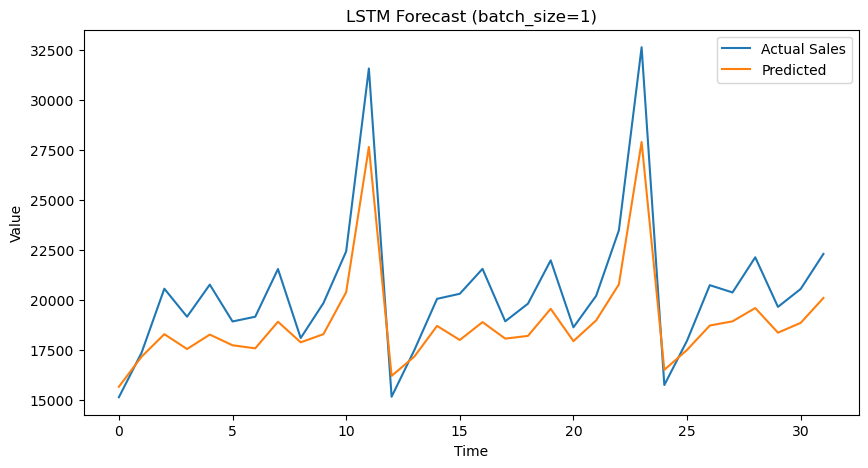 LSTM Forecast (batch_size=1)
Actual Sales
Predicted
Value
32500
30000
27500
25000
22500
20000
17500
15000
0 5 10 15 20 25 30
Time